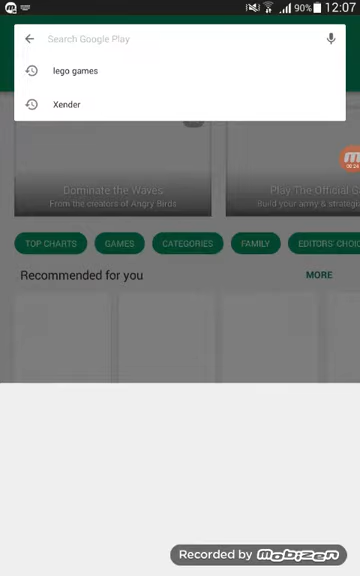 90% 12:07
Search Google Play
lego games
Xender
Dominate the Waves
From the creators of Angry Birds
Play The Official
Build your army & strategi
TOP CHARTS
GAMES
CATEGORIES
FAMILY
EDITORS' CHOIC
Recommended for you
MORE
Recorded by mobizen